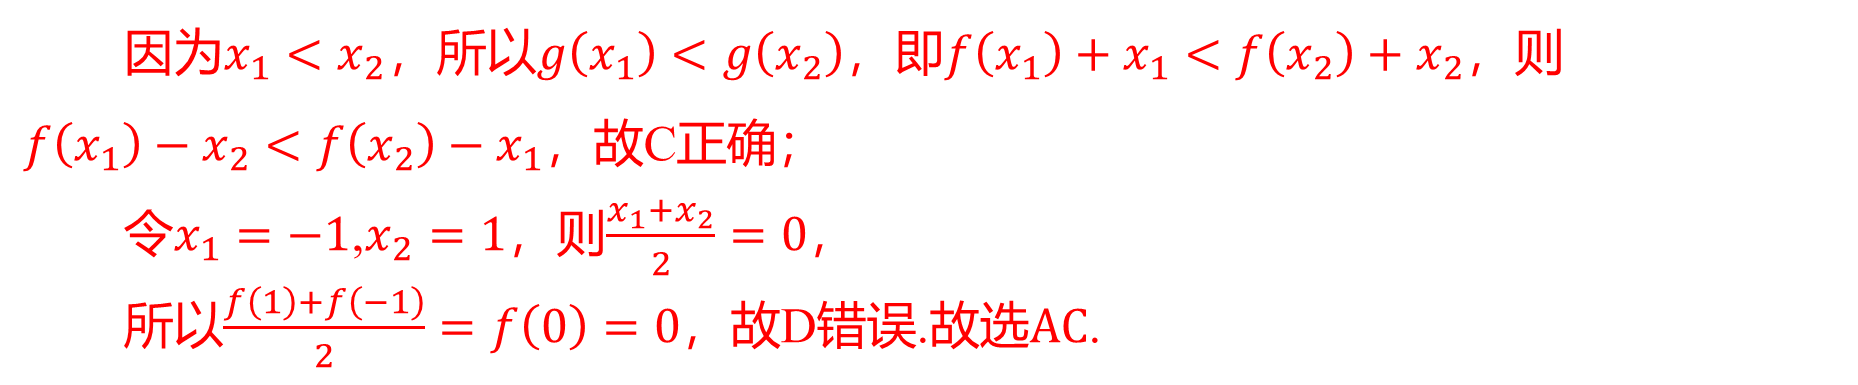 因为x₁ < x₂，所以g(x₁) < g(x₂)，即f(x₁) + x₁ < f(x₂) + x₂，则
f(x₁) − x₂ < f(x₂) − x₁，故C正确；
令x₁ = −1,x₂ = 1，则\frac{x₁+x₂}{2} = 0，
所以\frac{f(1)+f(−1)}{2} = f(0) = 0，故D错误.故选AC.